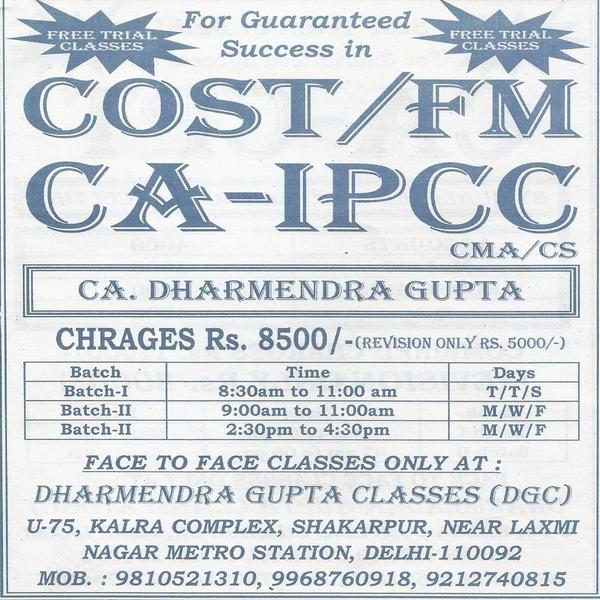 FREE TRIAL
CLASSES
For Guaranteed
Success in
FREE TRIAL
CLASSES
COST/FM
CA-IPCC
CMA/CS
CA. DHARMENDRA GUPTA
CHRAGES Rs. 8500/-(REVISION ONLY RS. 5000/-)
Batch Time Days
Batch-I 8:30am to 11:00 am T/T/S
Batch-II 9:00am to 11:00am M/W/F
Batch-II 2:30pm to 4:30pm M/W/F
FACE TO FACE CLASSES ONLY AT :
DHARMENDRA GUPTA CLASSES (DGC)
U-75, KALRA COMPLEX, SHAKARPUR, NEAR LAXMI
NAGAR METRO STATION, DELHI-110092
MOB. : 9810521310, 9968760918, 9212740815